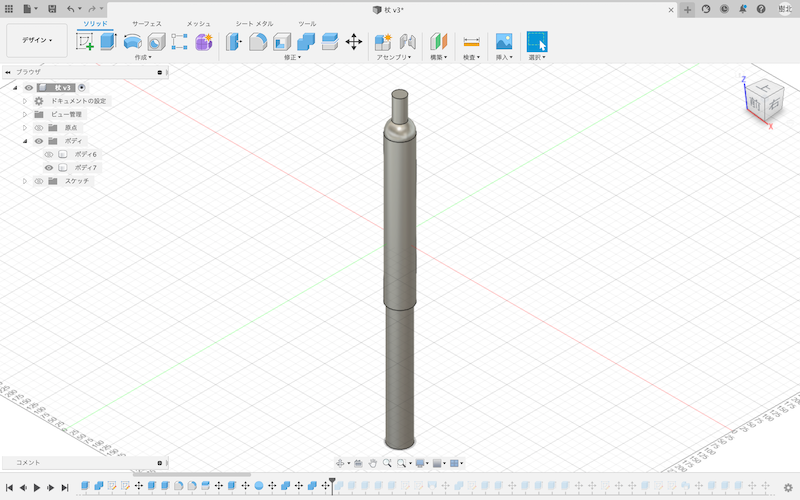 杖 v3*
樹北
デザイン
ソリッド サーフェス メッシュ シート メタル ツール
作成 修正 アセンブリ 構築 検査 挿入 選択
ブラウザ
杖 v3
ドキュメントの設定
ビュー管理
原点
ボディ
ボディ6
ボディ7
スケッチ
Z
上
前 右
X
コメント